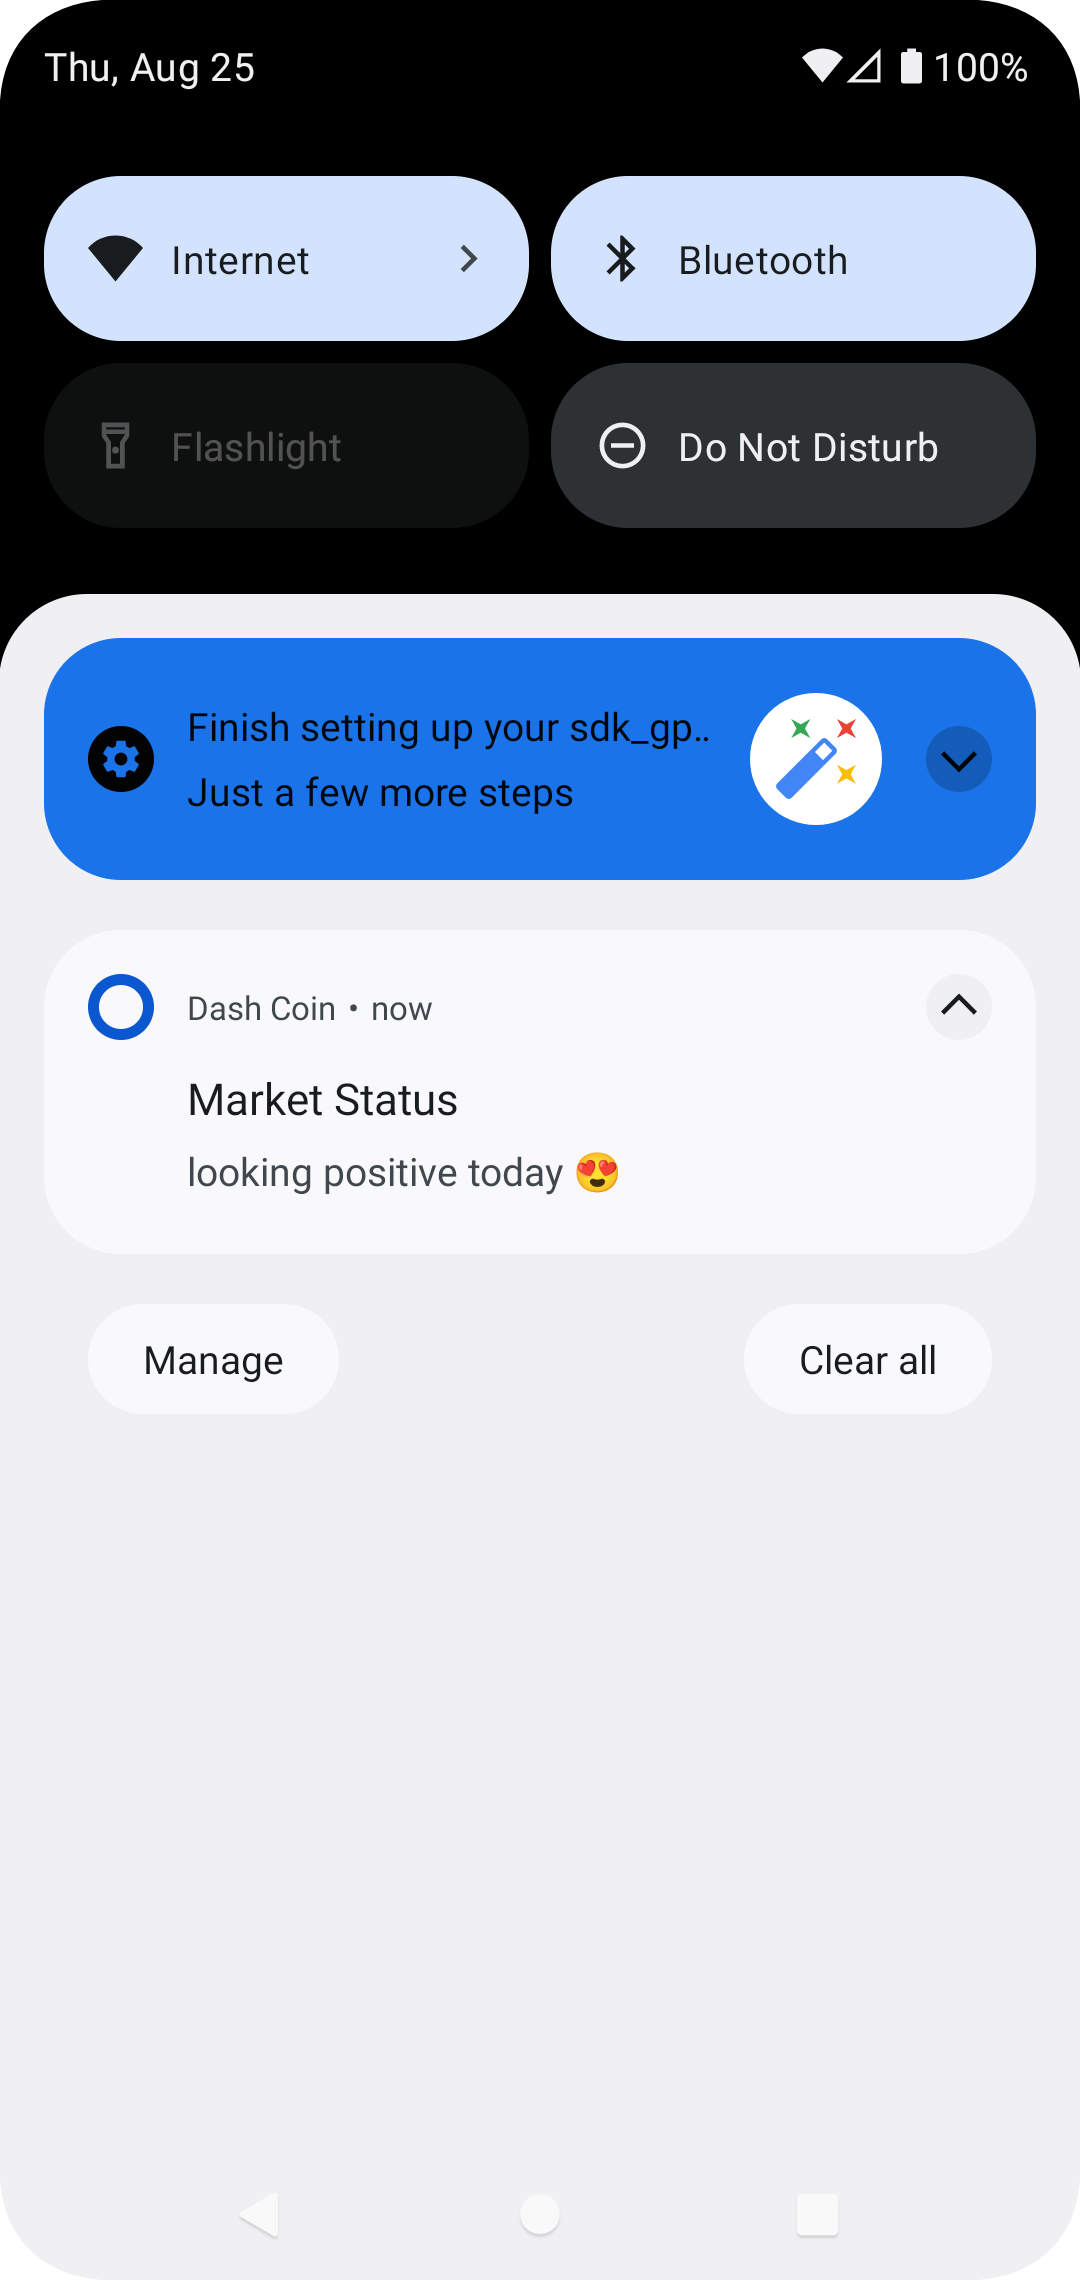 Thu, Aug 25
100%
Internet
Bluetooth
Flashlight
Do Not Disturb
Finish setting up your sdk_gp..
Just a few more steps
Dash Coin • now
Market Status
looking positive today 😍
Manage
Clear all